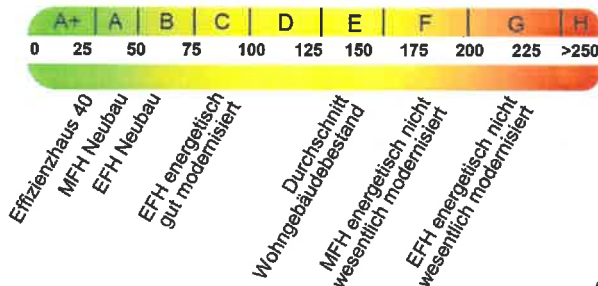 A+ A B C D E F G H
0 25 50 75 100 125 150 175 200 225 >250
Effizienzhaus 40
MFH Neubau
EFH Neubau
EFH energetisch
gut modernisiert
Durchschnitt
Wohngebäudebestand
MFH energetisch nicht
wesentlich modernisiert
EFH energetisch nicht
wesentlich modernisiert